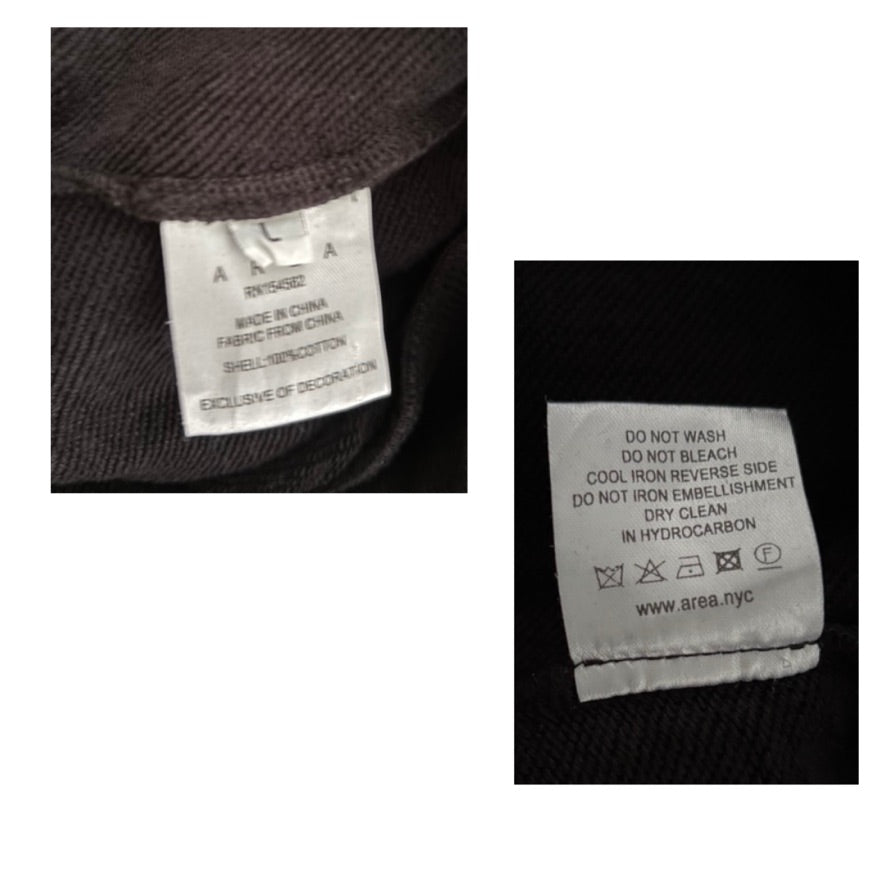 L
A R E A
RN154562
MADE IN CHINA
FABRIC FROM CHINA
SHELL:100%COTTON
EXCLUSIVE OF DECORATION
DO NOT WASH
DO NOT BLEACH
COOL IRON REVERSE SIDE
DO NOT IRON EMBELLISHMENT
DRY CLEAN
IN HYDROCARBON
F
www.area.nyc